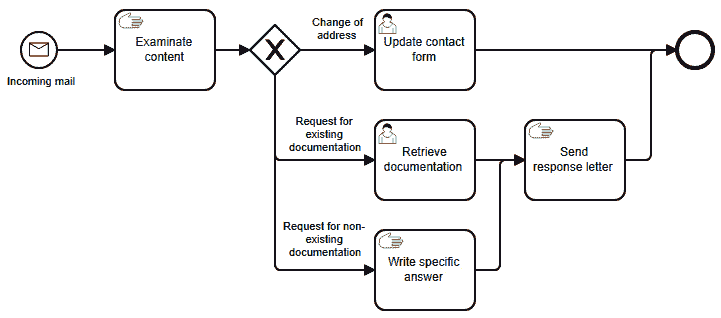 Incoming mail
Examinate
content
X
Change of
address
Update contact
form
Request for
existing
documentation
Retrieve
documentation
Send
response letter
Request for non-
existing
documentation
Write specific
answer